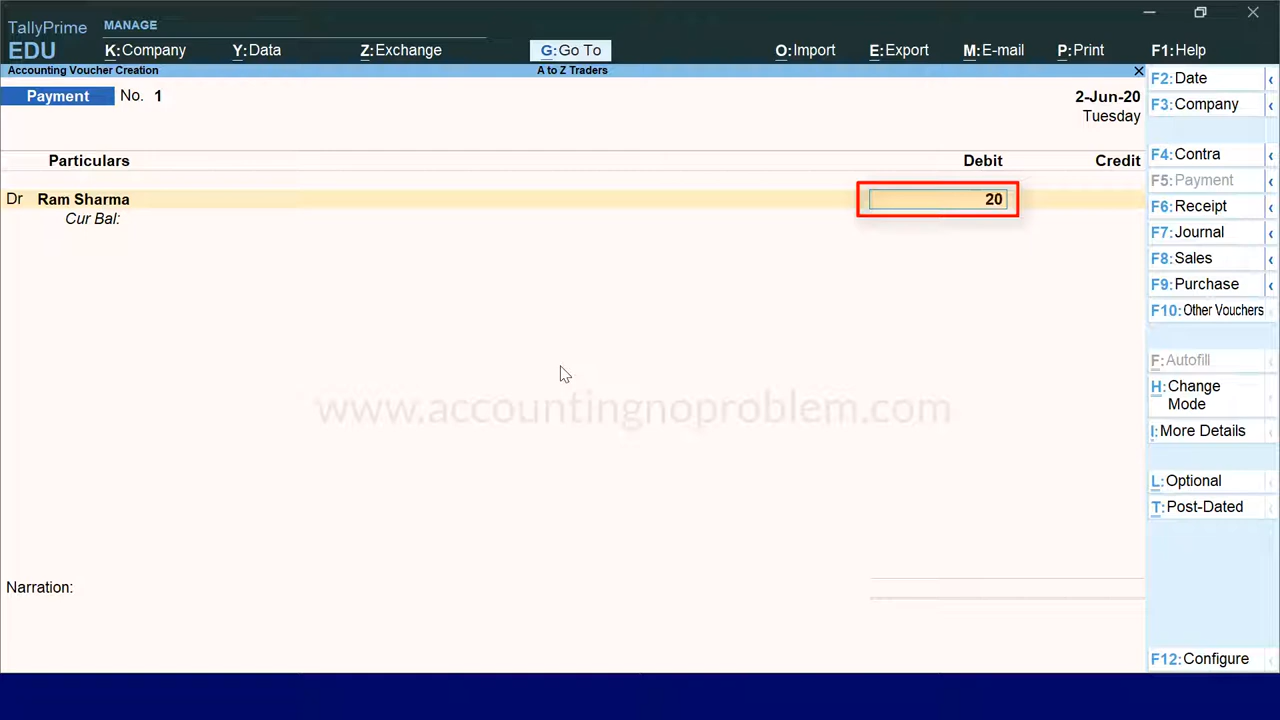 TallyPrime MANAGE
EDU K:Company Y:Data Z:Exchange G:Go To O:Import E:Export M:E-mail P:Print F1:Help
Accounting Voucher Creation A to Z Traders
Payment No. 1 2-Jun-20
Tuesday
Particulars Debit Credit
Dr Ram Sharma 20
Cur Bal:
www.accountingnoproblem.com
Narration:
F2:Date
F3:Company
F4:Contra
F5:Payment
F6:Receipt
F7:Journal
F8:Sales
F9:Purchase
F10:Other Vouchers
F:Autofill
H:Change
Mode
I:More Details
L:Optional
T:Post-Dated
F12:Configure